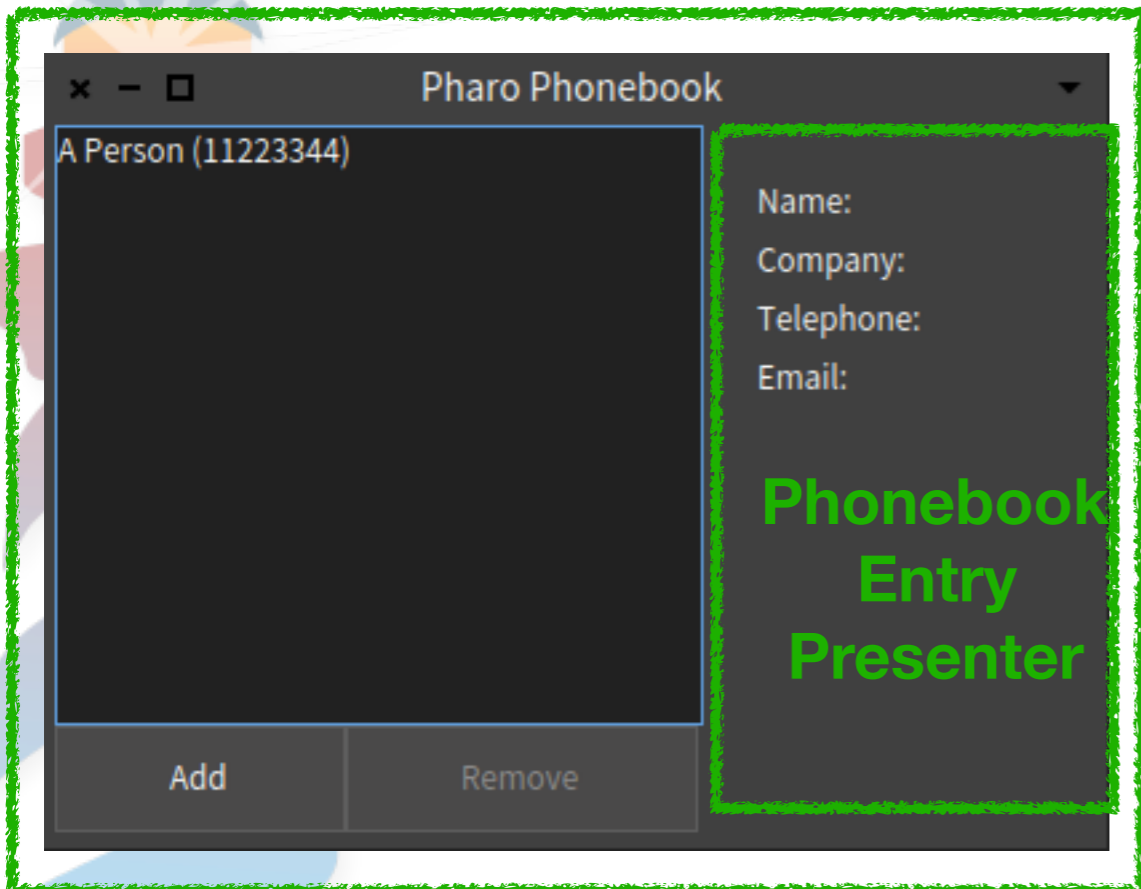 Pharo Phonebook
A Person (11223344)
Name:
Company:
Telephone:
Email:
Phonebook
Entry
Presenter
Add
Remove